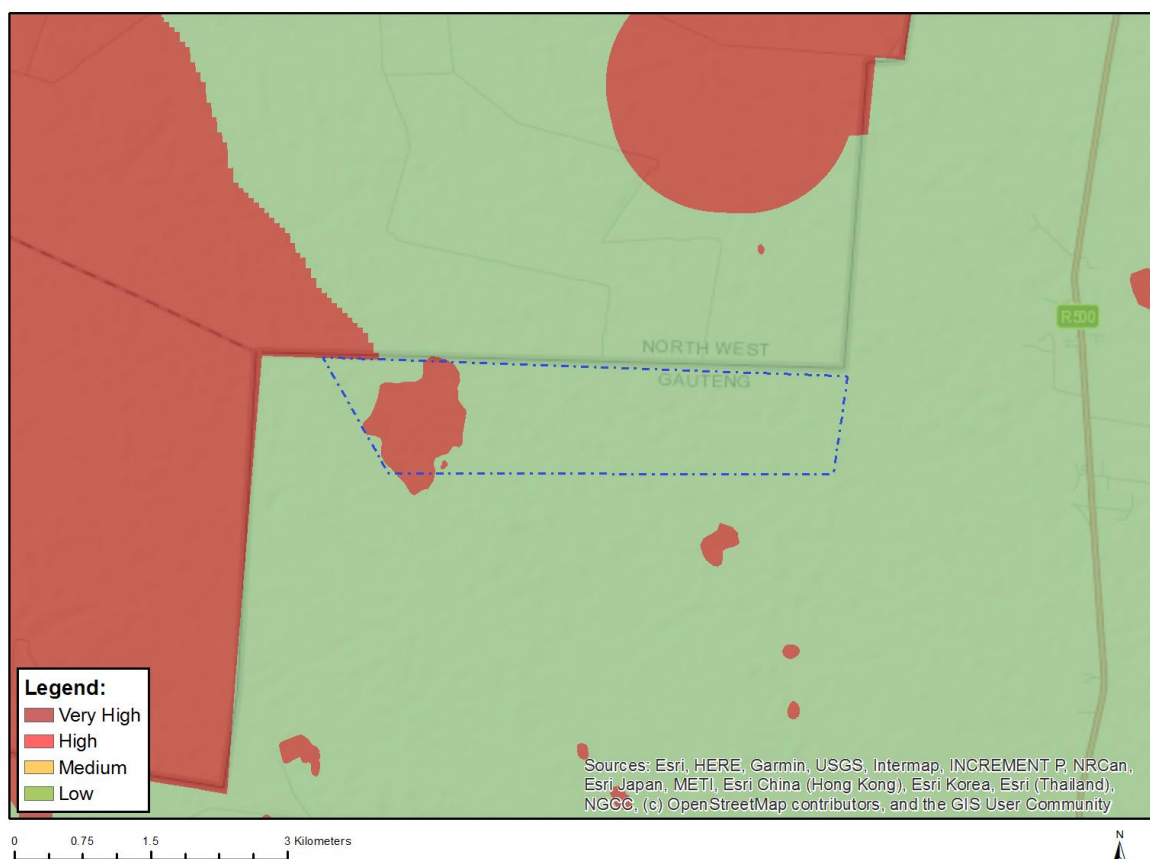 R500
NORTH WEST
GAUTENG
Legend:
Very High
High
Medium
Low
Sources: Esri, HERE, Garmin, USGS, Intermap, INCREMENT P, NRCan,
Esri Japan, METI, Esri China (Hong Kong), Esri Korea, Esri (Thailand),
NGCC, (c) OpenStreetMap contributors, and the GIS User Community
0 0.75 1.5 3 Kilometers
N